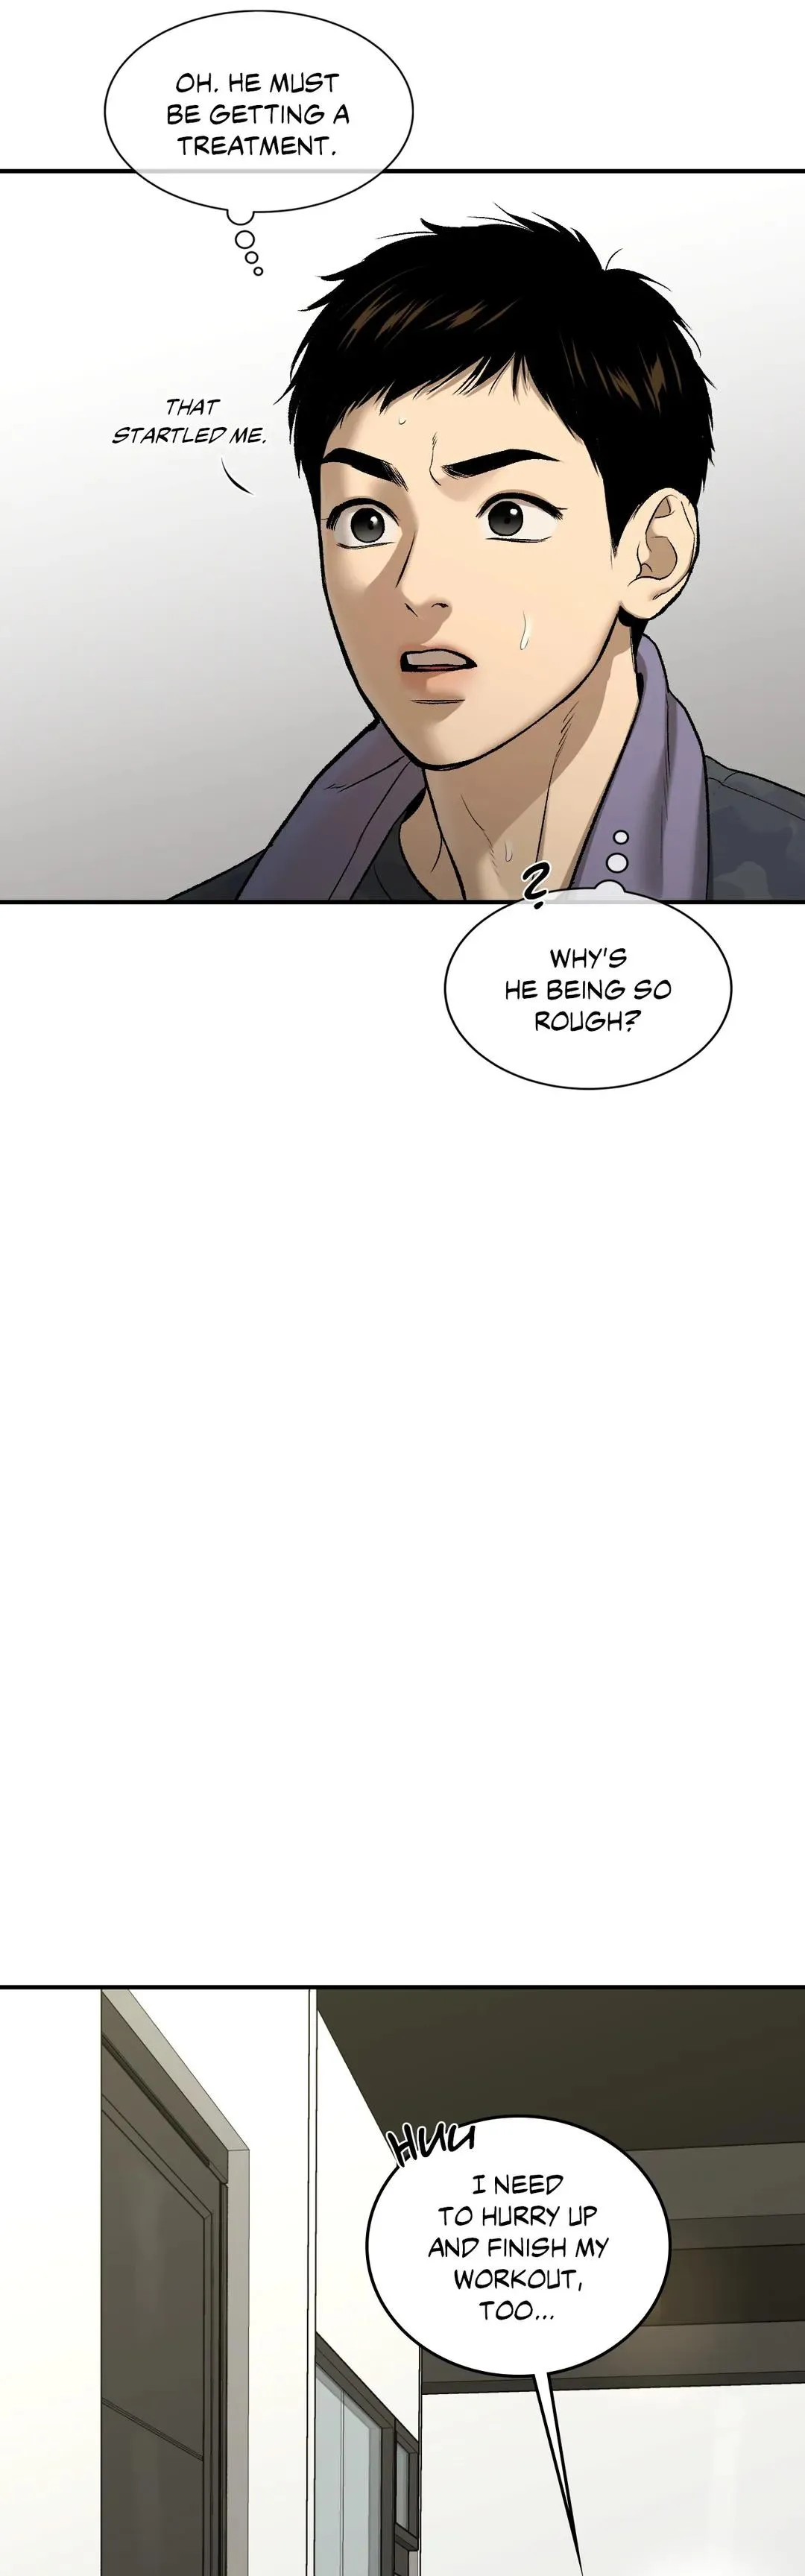 OH. HE MUST
BE GETTING A
TREATMENT.
THAT
STARTLED ME.
?
WHY'S
HE BEING SO
ROUGH?
HUU
I NEED
TO HURRY UP
AND FINISH MY
WORKOUT,
TOO...